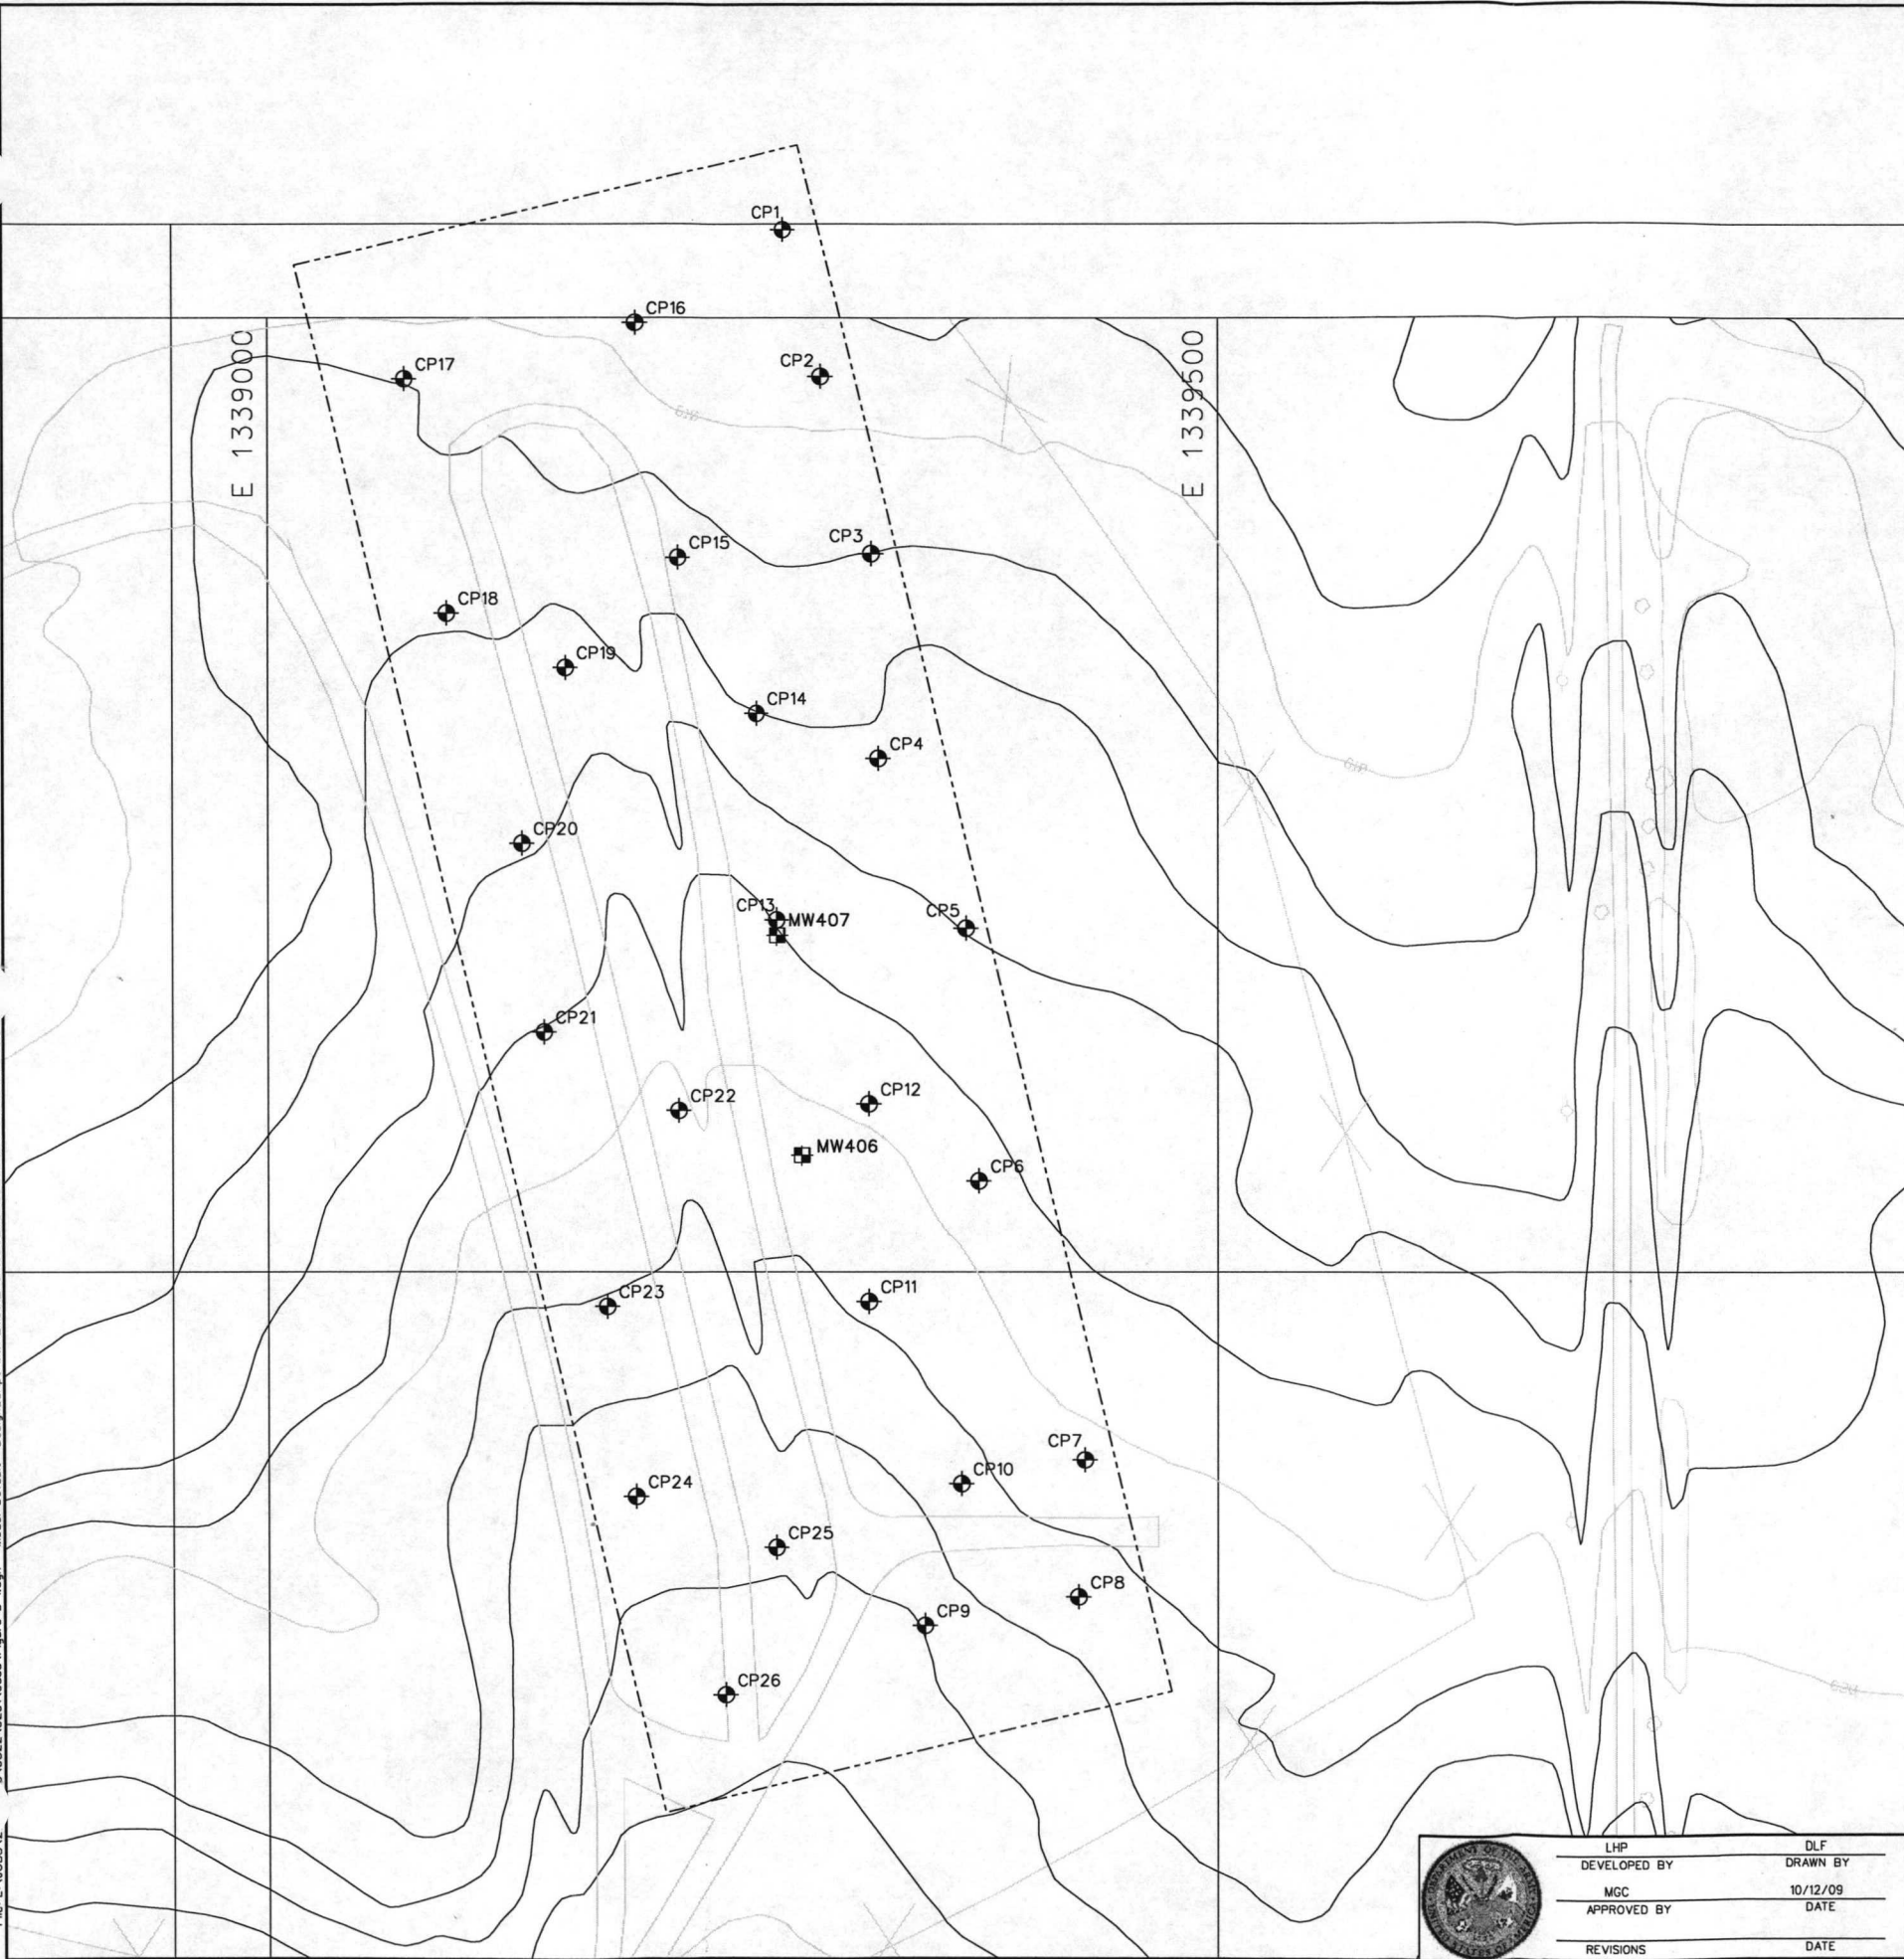 CP1
CP16
CP2
CP17
E 1339000
E 1339500
CP15
CP3
CP18
CP19
CP14
CP4
CP20
CP13
MW407
CP5
CP21
CP22
CP12
MW406
CP6
CP23
CP11
CP7
CP10
CP24
CP25
CP8
CP9
CP26
LHP
DLF
DEVELOPED BY
DRAWN BY
MGC
10/12/09
APPROVED BY
DATE
REVISIONS
DATE